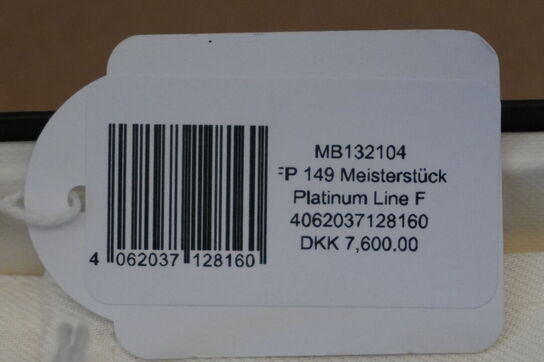 MB132104
FP 149 Meisterstück
Platinum Line F
4062037128160
DKK 7,600.00
4 062037 128160